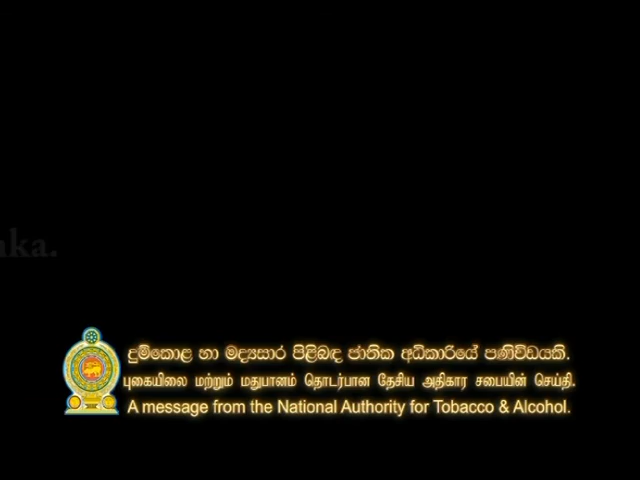 ka.
දුම්කොළ හා මද්‍යසාර පිළිබඳ ජාතික අධිකාරියේ පණිවිඩයකි.
புகையிலை மற்றும் மதுபானம் தொடர்பான தேசிய அதிகார சபையின் செய்தி.
A message from the National Authority for Tobacco & Alcohol.